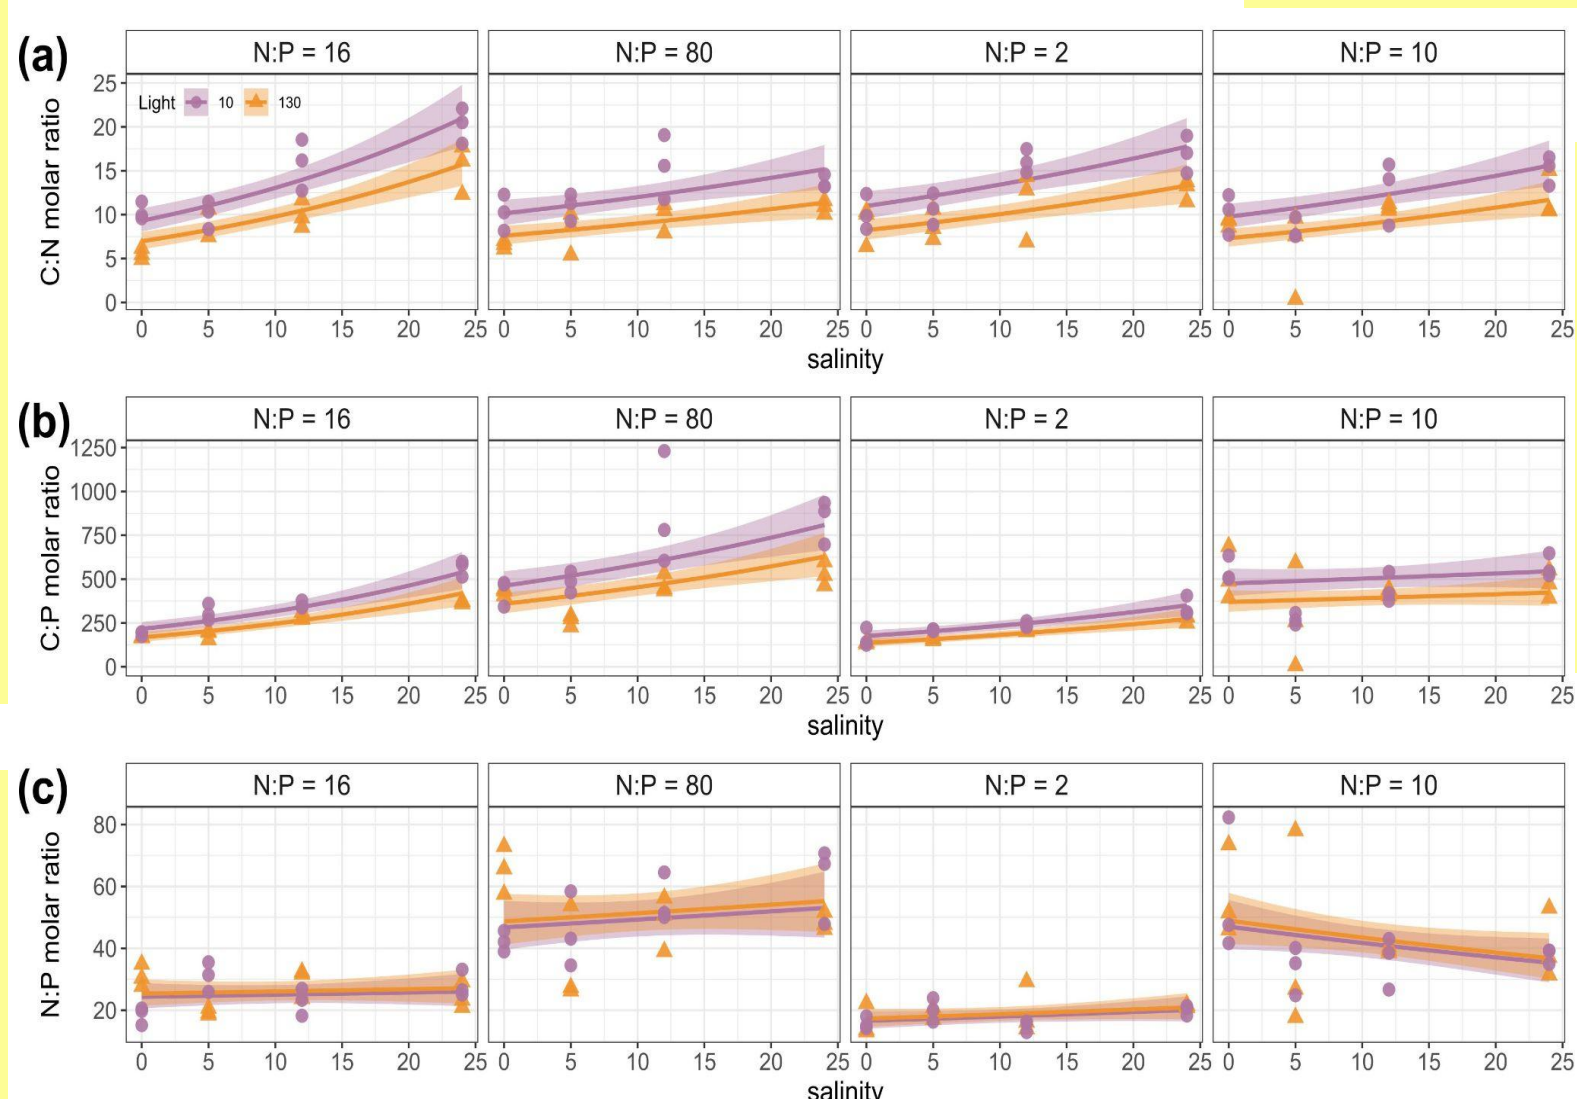 (a)
N:P = 16 N:P = 80 N:P = 2 N:P = 10
C:N molar ratio
25
20
15
10
5
0
Light 10 130
0 5 10 15 20 25 0 5 10 15 20 25 0 5 10 15 20 25 0 5 10 15 20 25
salinity
(b)
N:P = 16 N:P = 80 N:P = 2 N:P = 10
C:P molar ratio
1250
1000
750
500
250
0
0 5 10 15 20 25 0 5 10 15 20 25 0 5 10 15 20 25 0 5 10 15 20 25
salinity
(c)
N:P = 16 N:P = 80 N:P = 2 N:P = 10
N:P molar ratio
80
60
40
20
0 5 10 15 20 25 0 5 10 15 20 25 0 5 10 15 20 25 0 5 10 15 20 25
salinity